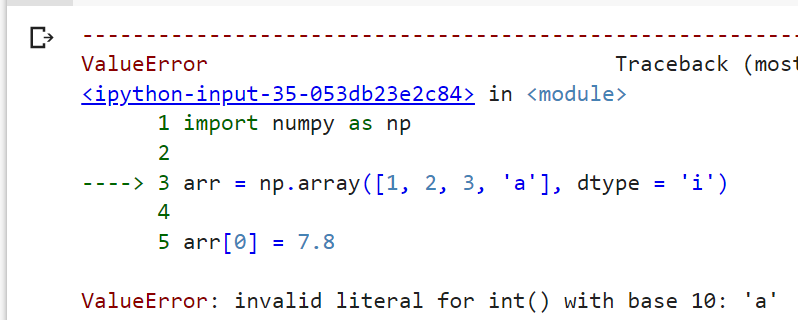 ---------------------------------------------------------------------------
ValueError Traceback (most
<ipython-input-35-053db23e2c84> in <module>
1 import numpy as np
2
----> 3 arr = np.array([1, 2, 3, 'a'], dtype = 'i')
4
5 arr[0] = 7.8
ValueError: invalid literal for int() with base 10: 'a'